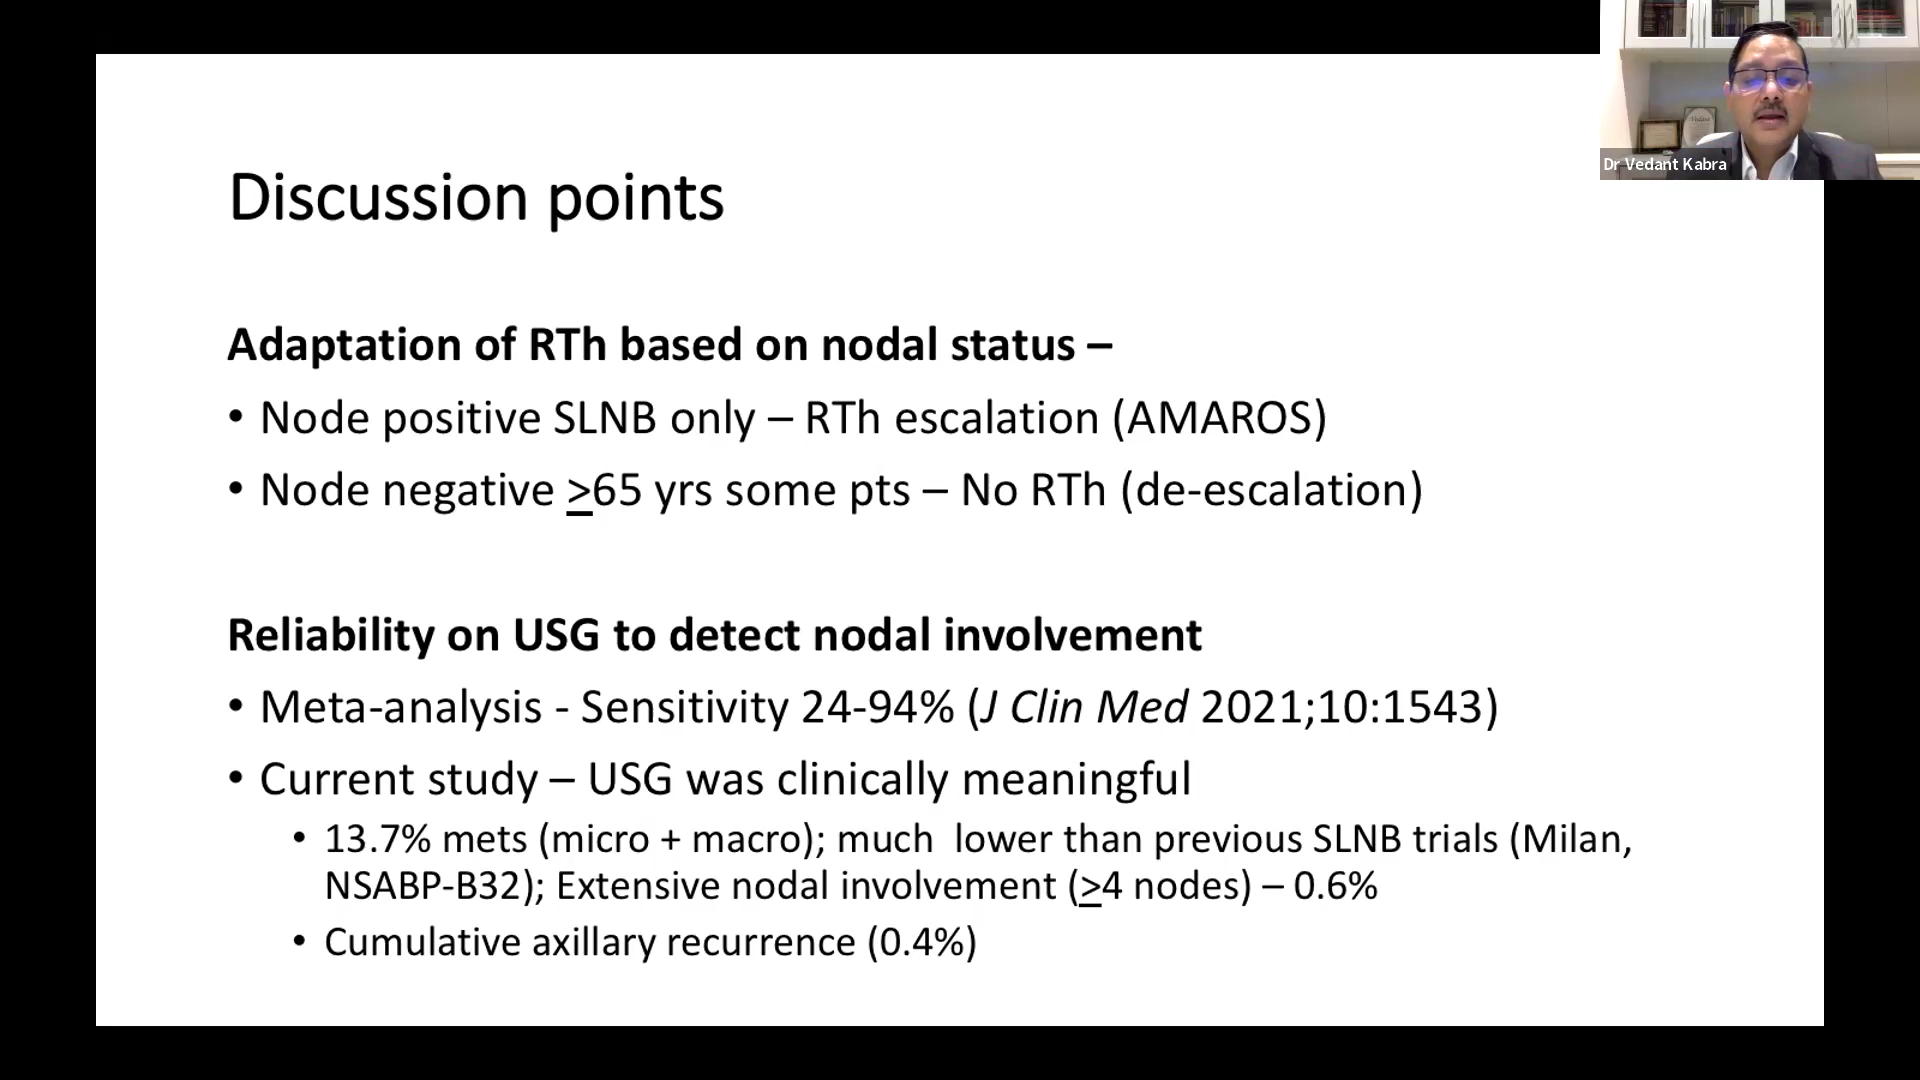 Dr Vedant Kabra
Discussion points
Adaptation of RTh based on nodal status –
• Node positive SLNB only – RTh escalation (AMAROS)
• Node negative >65 yrs some pts – No RTh (de-escalation)
Reliability on USG to detect nodal involvement
• Meta-analysis - Sensitivity 24-94% (J Clin Med 2021;10:1543)
• Current study – USG was clinically meaningful
• 13.7% mets (micro + macro); much lower than previous SLNB trials (Milan,
NSABP-B32); Extensive nodal involvement (>4 nodes) – 0.6%
• Cumulative axillary recurrence (0.4%)